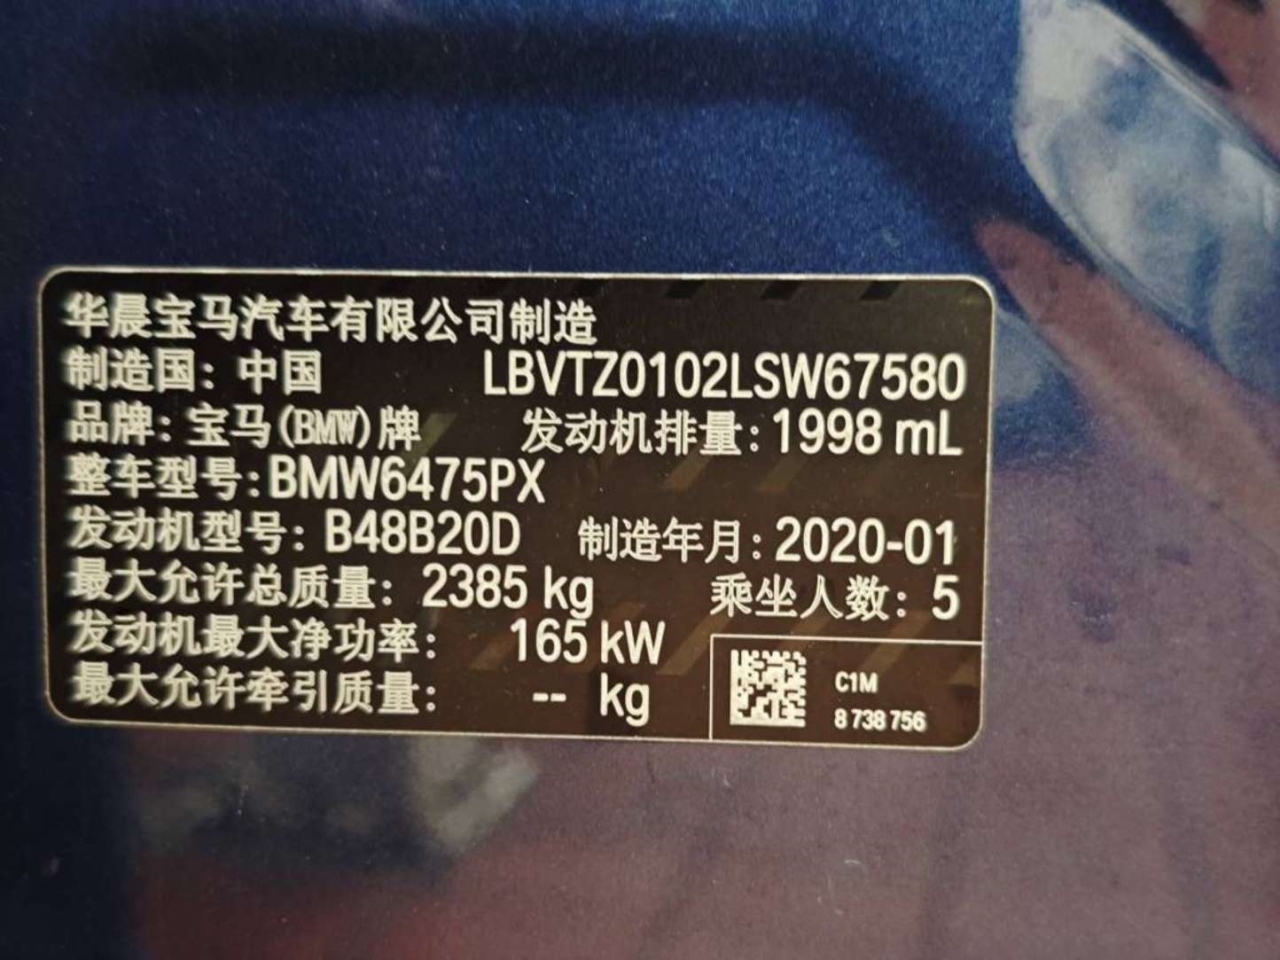 华晨宝马汽车有限公司制造
制造国: 中国 LBVTZ0102LSW67580
品牌: 宝马(BMW)牌 发动机排量: 1998 mL
整车型号: BMW6475PX
发动机型号: B48B20D 制造年月: 2020-01
最大允许总质量: 2385 kg 乘坐人数: 5
发动机最大净功率: 165 kW
最大允许牵引质量: -- kg
C1M
8 738 756